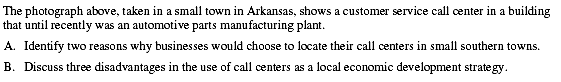 The photograph above, taken in a small town in Arkansas, shows a customer service call center in a building
that until recently was an automotive parts manufacturing plant.
A. Identify two reasons why businesses would choose to locate their call centers in small southern towns.
B. Discuss three disadvantages in the use of call centers as a local economic development strategy.